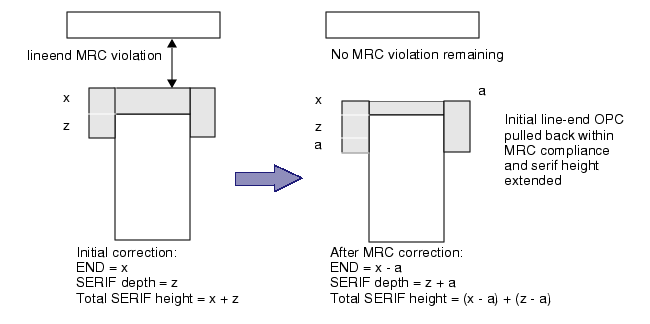 lineend MRC violation
No MRC violation remaining
x
z
x
z
a
a
Initial line-end OPC
pulled back within
MRC compliance
and serif height
extended
Initial correction:
END = x
SERIF depth = z
Total SERIF height = x + z
After MRC correction:
END = x - a
SERIF depth = z + a
Total SERIF height = (x - a) + (z - a)